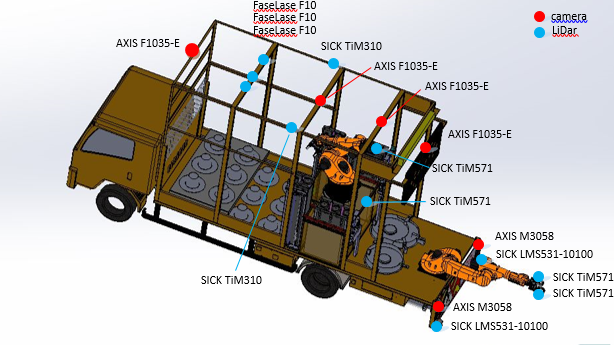 FaseLase F10
FaseLase F10
FaseLase F10
camera
LiDar
AXIS F1035-E
SICK TiM310
AXIS F1035-E
AXIS F1035-E
AXIS F1035-E
SICK TiM571
SICK TiM571
AXIS M3058
SICK LMS531-10100
SICK TiM310
SICK TiM571
SICK TiM571
AXIS M3058
SICK LMS531-10100